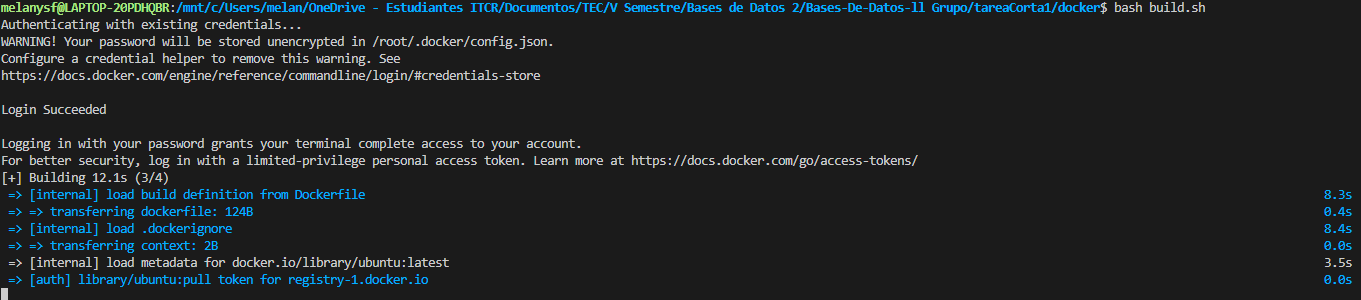 melanysf@LAPTOP-20PDHQBR:/mnt/c/Users/melan/OneDrive - Estudiantes ITCR/Documentos/TEC/V Semestre/Bases de Datos 2/Bases-De-Datos-ll Grupo/tareaCorta1/docker$ bash build.sh
Authenticating with existing credentials...
WARNING! Your password will be stored unencrypted in /root/.docker/config.json.
Configure a credential helper to remove this warning. See
https://docs.docker.com/engine/reference/commandline/login/#credentials-store
Login Succeeded
Logging in with your password grants your terminal complete access to your account.
For better security, log in with a limited-privilege personal access token. Learn more at https://docs.docker.com/go/access-tokens/
[+] Building 12.1s (3/4)
=> [internal] load build definition from Dockerfile 8.3s
=> => transferring dockerfile: 124B 0.4s
=> [internal] load .dockerignore 8.4s
=> => transferring context: 2B 0.0s
=> [internal] load metadata for docker.io/library/ubuntu:latest 3.5s
=> [auth] library/ubuntu:pull token for registry-1.docker.io 0.0s